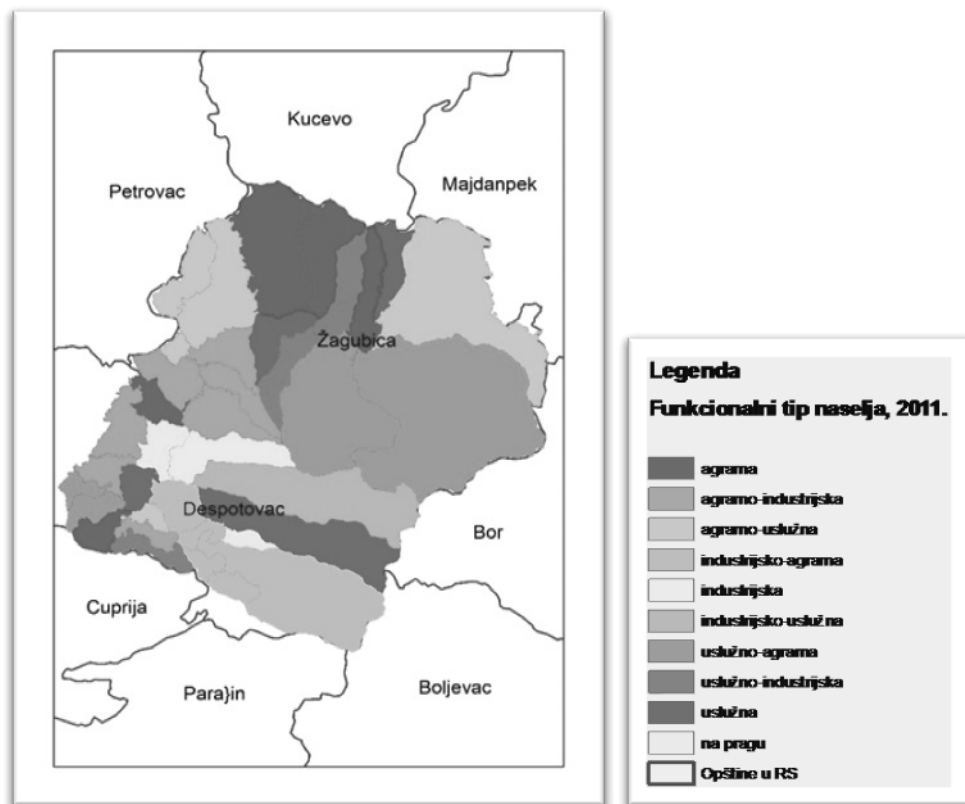 Kucevo
Petrovac
Majdanpek
Žagubica
Despotovac
Bor
Cuprija
Para}in
Boljevac
Legenda
Funkcionalni tip naselja, 2011.
agrarna
agrarno-industrijska
agrarno-uslužna
industrijsko-agrarna
industrijska
industrijsko-uslužna
uslužno-agrarna
uslužno-industrijska
uslužna
na pragu
Opštine u RS